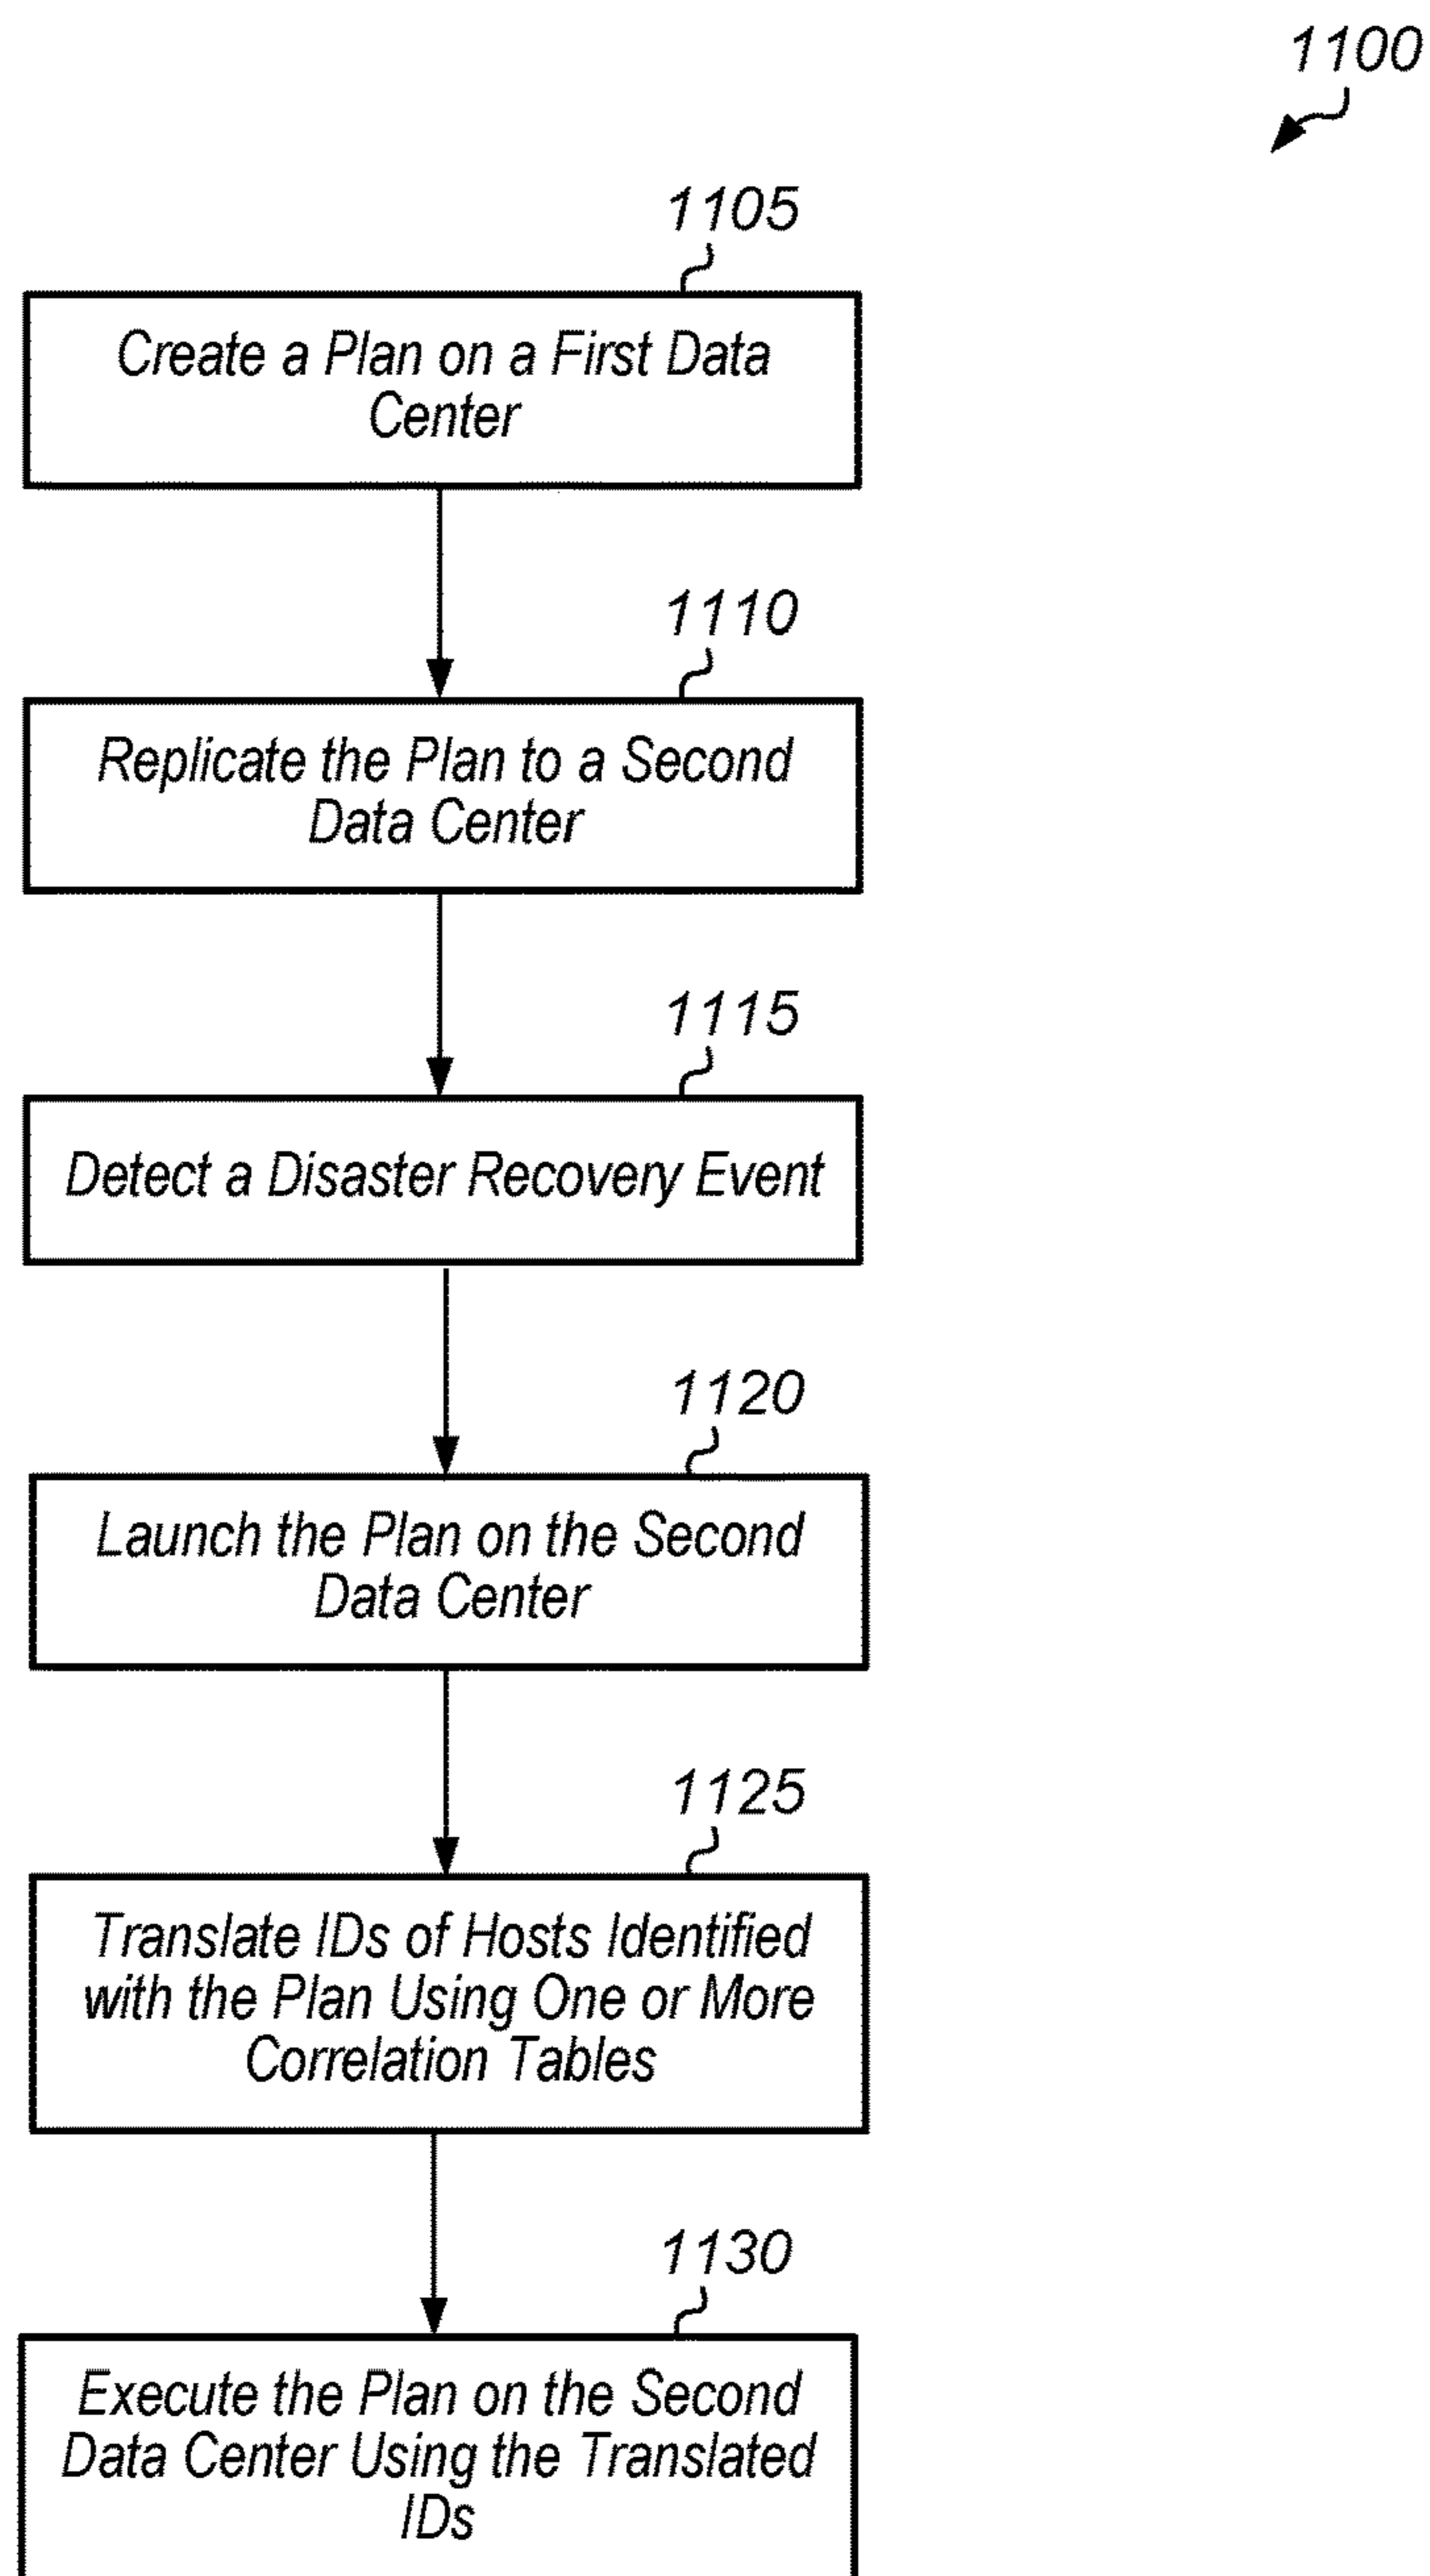 1100
1105
Create a Plan on a First Data
Center
1110
Replicate the Plan to a Second
Data Center
1115
Detect a Disaster Recovery Event
1120
Launch the Plan on the Second
Data Center
1125
Translate IDs of Hosts Identified
with the Plan Using One or More
Correlation Tables
1130
Execute the Plan on the Second
Data Center Using the Translated
IDs